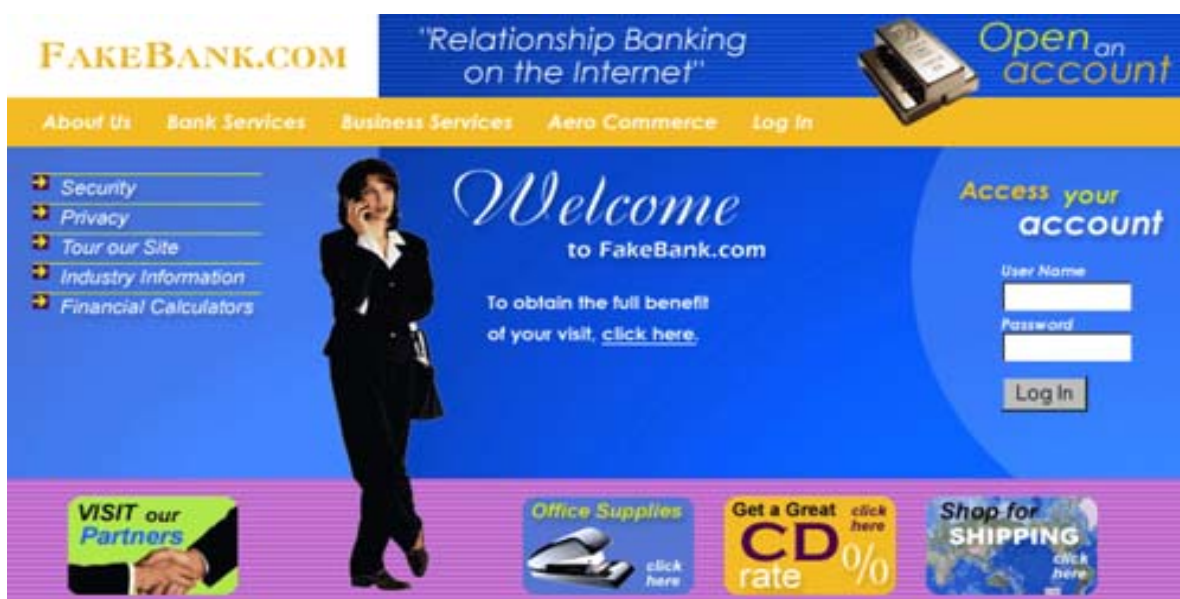 FAKEBANK.COM
"Relationship Banking
on the Internet"
Open an
account
About Us Bank Services Business Services Aero Commerce Log In
Security
Privacy
Tour our Site
Industry Information
Financial Calculators
Welcome
to FakeBank.com
To obtain the full benefit
of your visit, click here.
Access your
account
User Name
Password
Log In
VISIT our
Partners
Office Supplies
click
here
Get a Great click
here
CD %
rate
Shop for
SHIPPING
click
here